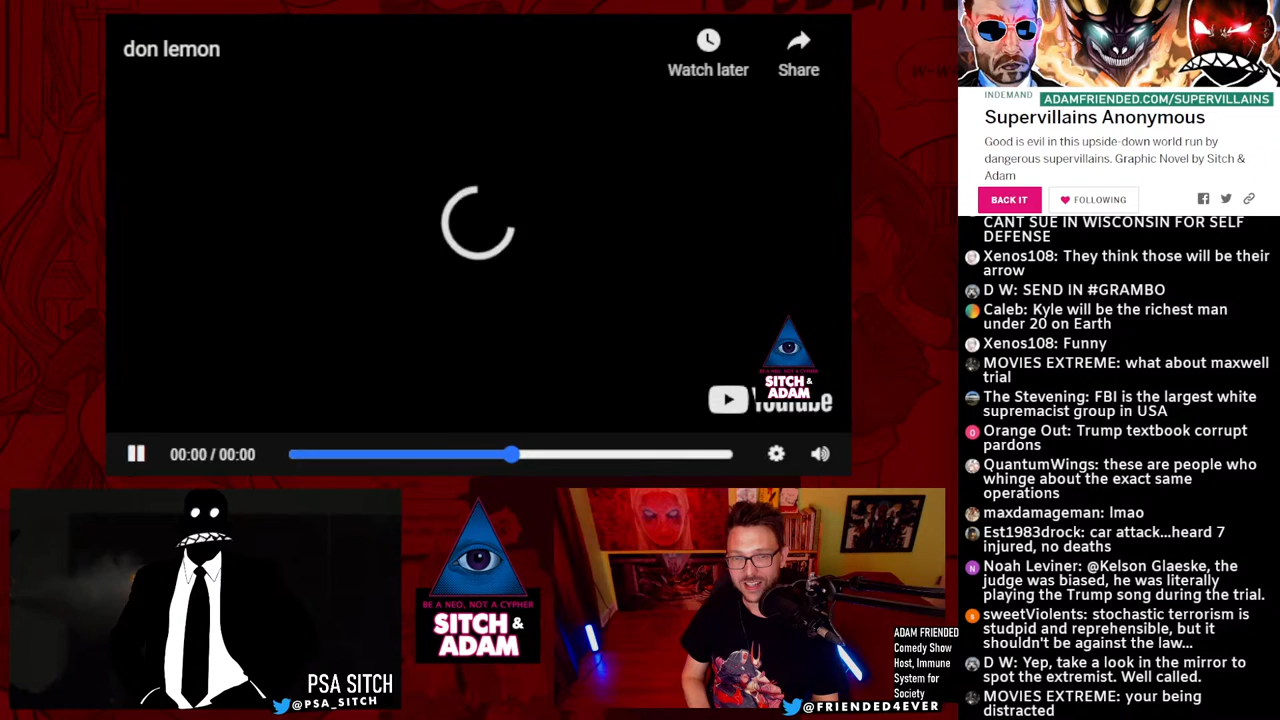 don lemon
Watch later
Share
SITCH &
ADAM
YouTube
00:00 / 00:00
INDEMAND
ADAMFRIENDED.COM/SUPERVILLAINS
Supervillains Anonymous
Good is evil in this upside-down world run by
dangerous supervillains. Graphic Novel by Sitch &
Adam
BACK IT
FOLLOWING
CANT SUE IN WISCONSIN FOR SELF
DEFENSE
Xenos108: They think those will be their
arrow
D W: SEND IN #GRAMBO
Caleb: Kyle will be the richest man
under 20 on Earth
Xenos108: Funny
MOVIES EXTREME: what about maxwell
trial
The Stevening: FBI is the largest white
supremacist group in USA
Orange Out: Trump textbook corrupt
pardons
QuantumWings: these are people who
whinge about the exact same
operations
maxdamageman: lmao
Est1983drock: car attack...heard 7
injured, no deaths
Noah Leviner: @Kelson Glaeske, the
judge was biased, he was literally
playing the Trump song during the trial.
sweetViolents: stochastic terrorism is
studpid and reprehensible, but it
shouldn't be against the law...
D W: Yep, take a look in the mirror to
spot the extremist. Well called.
MOVIES EXTREME: your being
distracted
PSA SITCH
@PSA_SITCH
BE A NEO, NOT A CYPHER
SITCH &
ADAM
ADAM FRIENDED
Comedy Show
Host, Immune
System for
Society
@FRIENDED4EVER